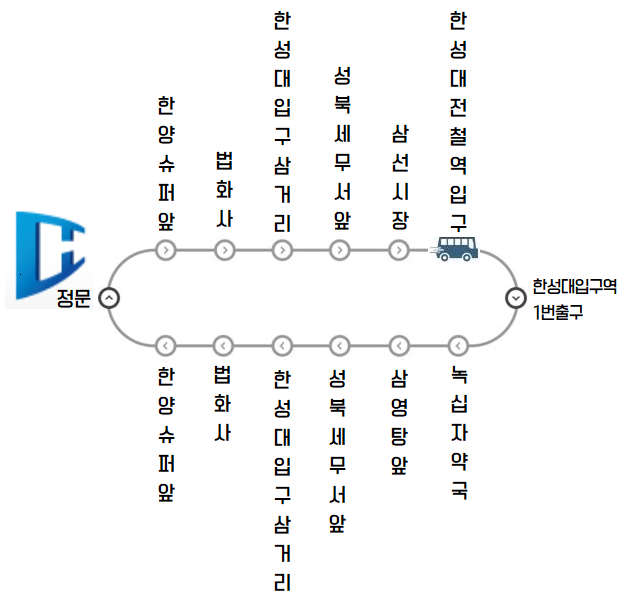 한양슈퍼앞
법화사
한성대입구삼거리
성북세무서앞
삼선시장
한성대전철역입구
정문
한성대입구역
1번출구
한양슈퍼앞
법화사
한성대입구삼거리
성북세무서앞
삼영탕앞
녹십자약국